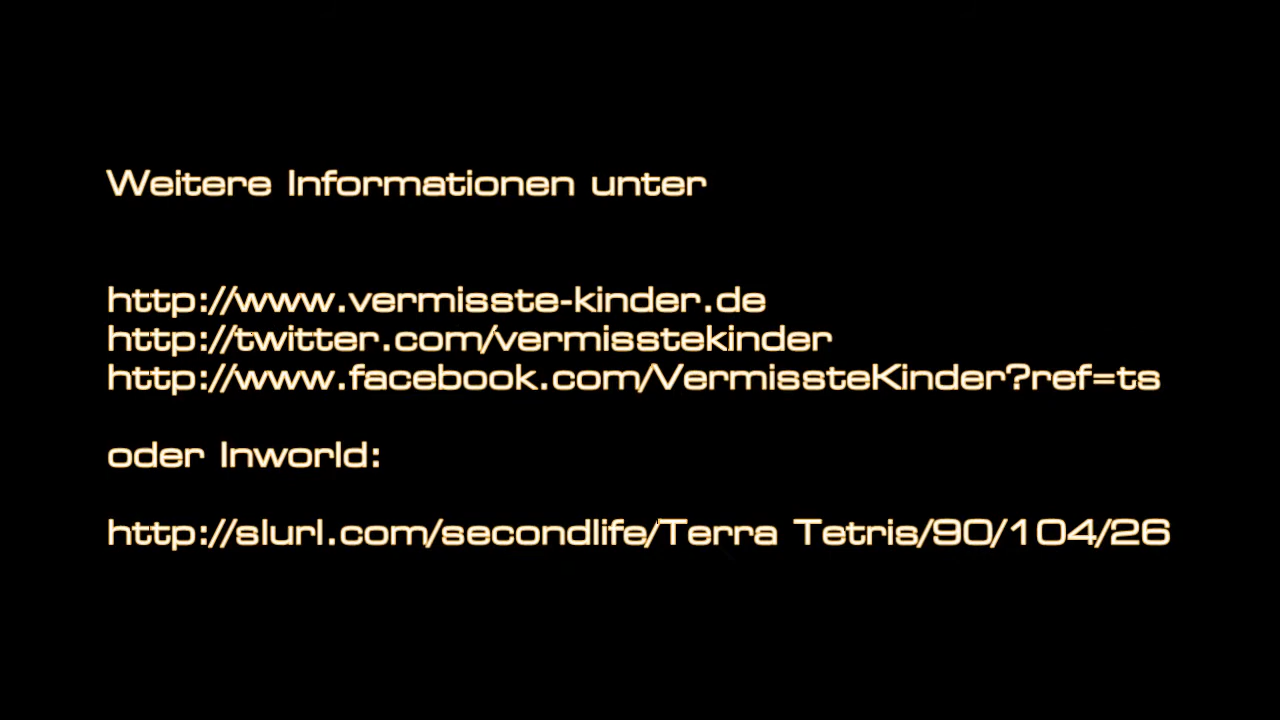 Weitere Informationen unter
http://www.vermisste-kinder.de
http://twitter.com/vermisstekinder
http://www.facebook.com/VermissteKinder?ref=ts
oder Inworld:
http://slurl.com/secondlife/Terra Tetris/90/104/26